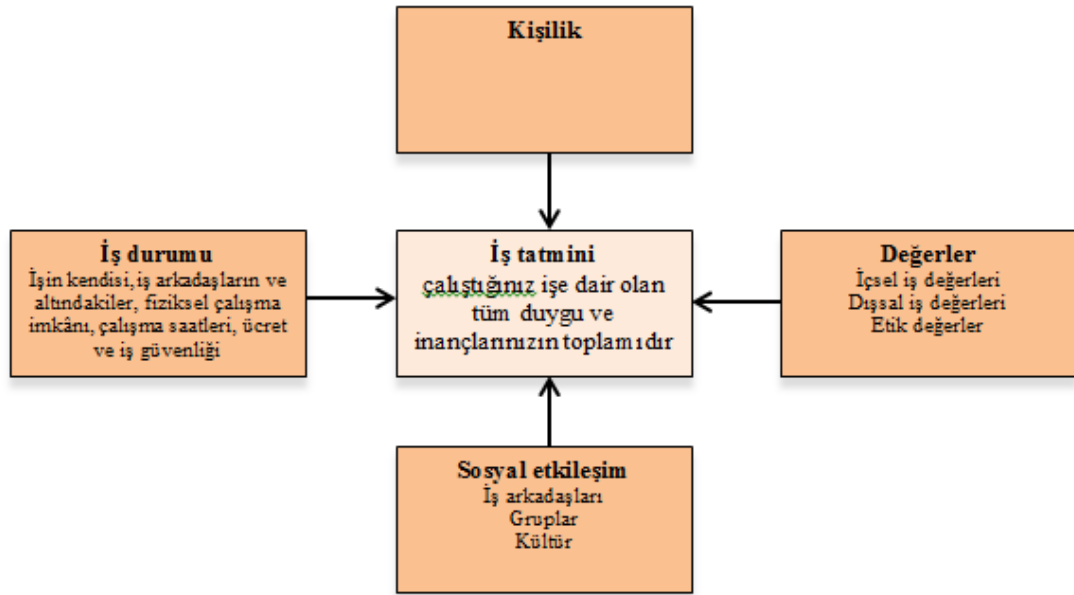 Kişilik
İş durumu
İşin kendisi, iş arkadaşların ve
altındakiler, fiziksel çalışma
imkânı, çalışma saatleri, ücret
ve iş güvenliği
İş tatmini
çalıştığınız işe dair olan
tüm duygu ve
inançlarınızın toplamıdır
Değerler
İçsel iş değerleri
Dışsal iş değerleri
Etik değerler
Sosyal etkileşim
İş arkadaşları
Gruplar
Kültür